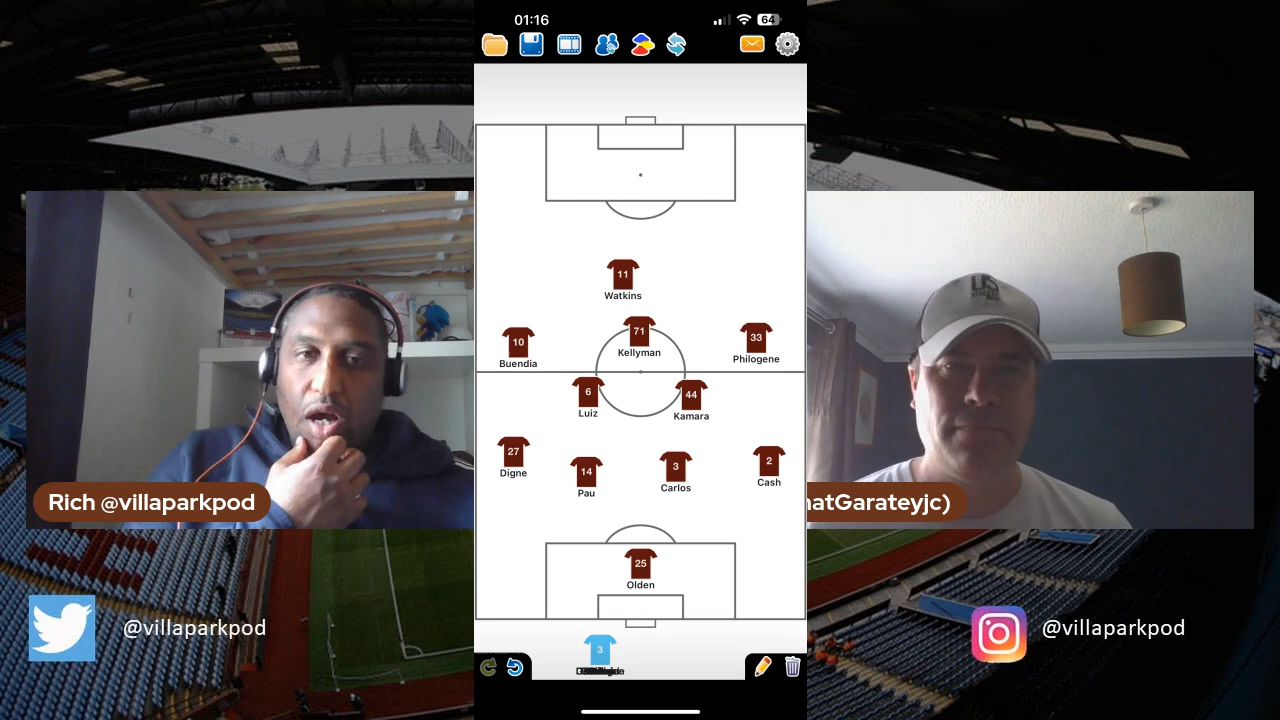 01:16
64
11
Watkins
10
Buendia
71
Kellyman
33
Philogene
6
Luiz
44
Kamara
27
Digne
14
Pau
3
Carlos
2
Cash
25
Olden
3
Rich @villaparkpod
natGarateyjc)
@villaparkpod
@villaparkpod
US